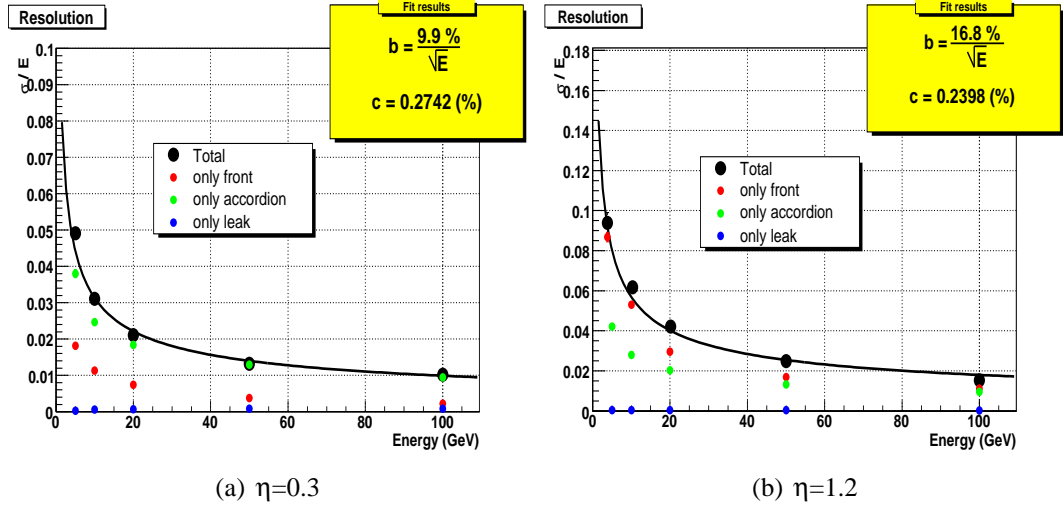 Resolution
Fit results
b = 9.9 % / √E
c = 0.2742 (%)
σ / E
0.1
0.09
0.08
0.07
0.06
0.05
0.04
0.03
0.02
0.01
0
Total
only front
only accordion
only leak
0 20 40 60 80 100
Energy (GeV)
(a) η=0.3
Resolution
Fit results
b = 16.8 % / √E
c = 0.2398 (%)
σ / E
0.18
0.16
0.14
0.12
0.1
0.08
0.06
0.04
0.02
0
Total
only front
only accordion
only leak
0 20 40 60 80 100
Energy (GeV)
(b) η=1.2